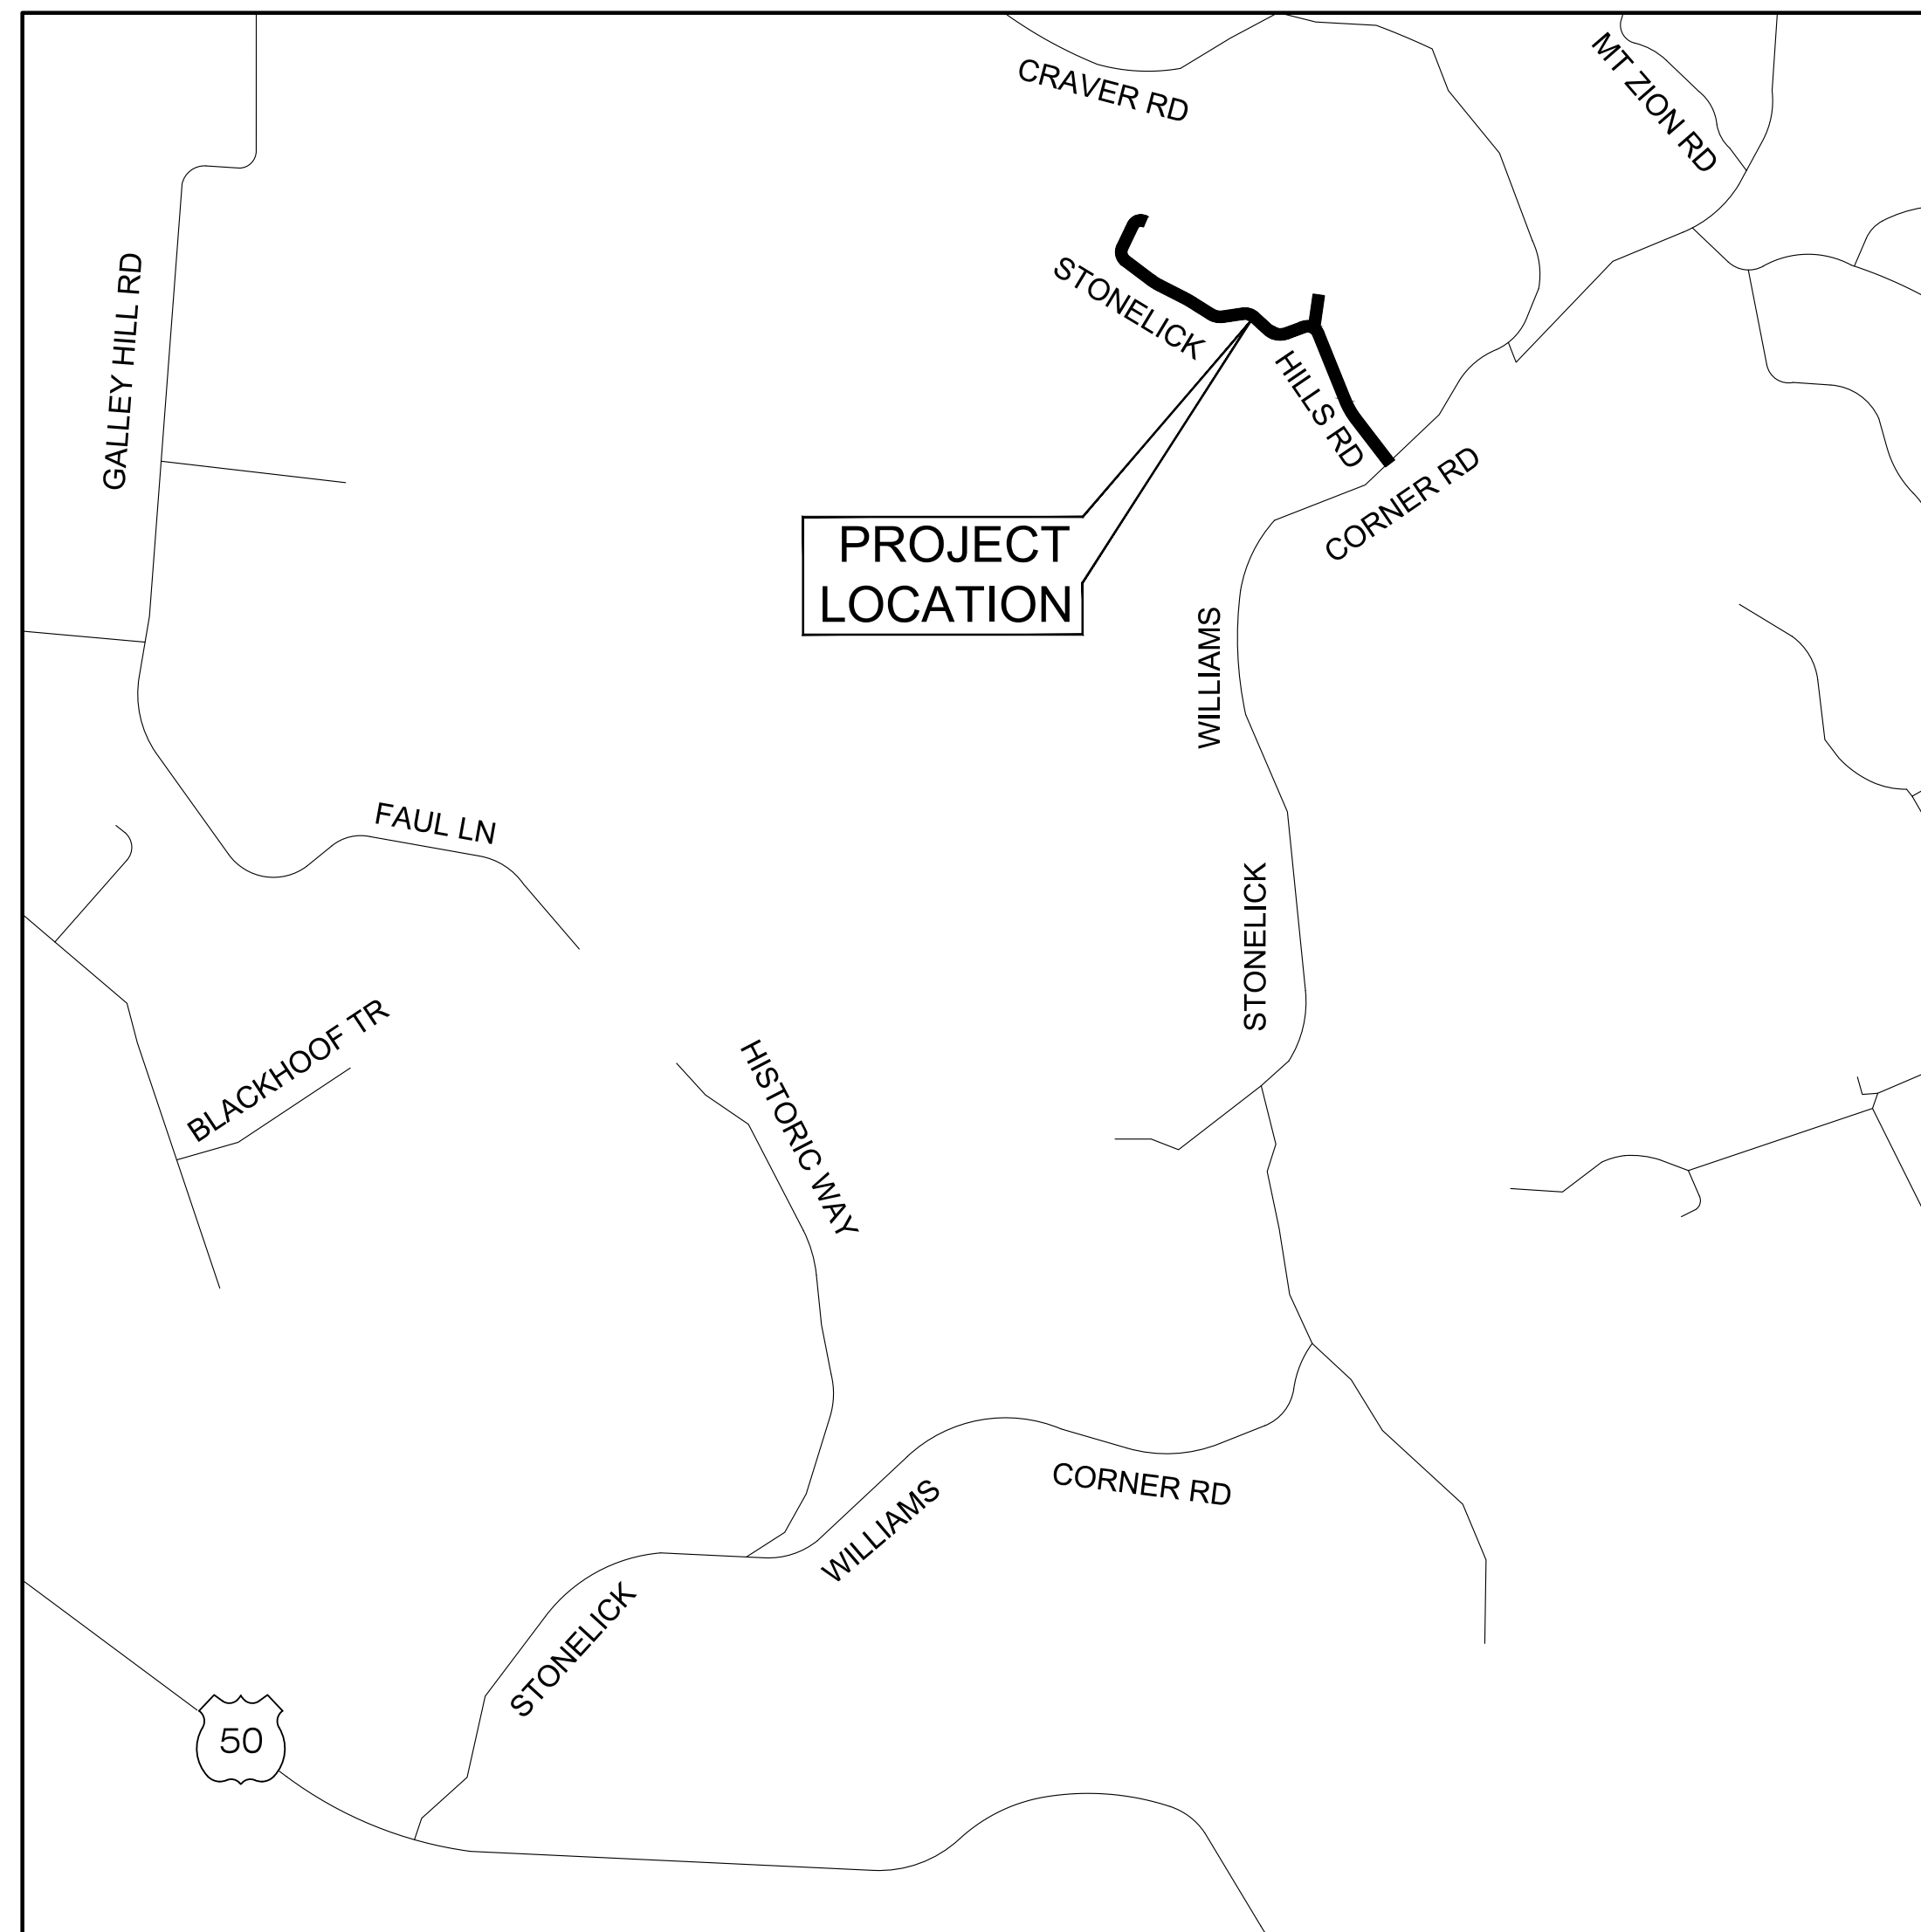 CRAVER RD
MT ZION RD
GALLEY HILL RD
STONELICK
HILLS RD
CORNER RD
PROJECT
LOCATION
WILLIAMS
FAUL LN
STONELICK
BLACKHOOF TR
HISTORIC WAY
CORNER RD
WILLIAMS
STONELICK
50